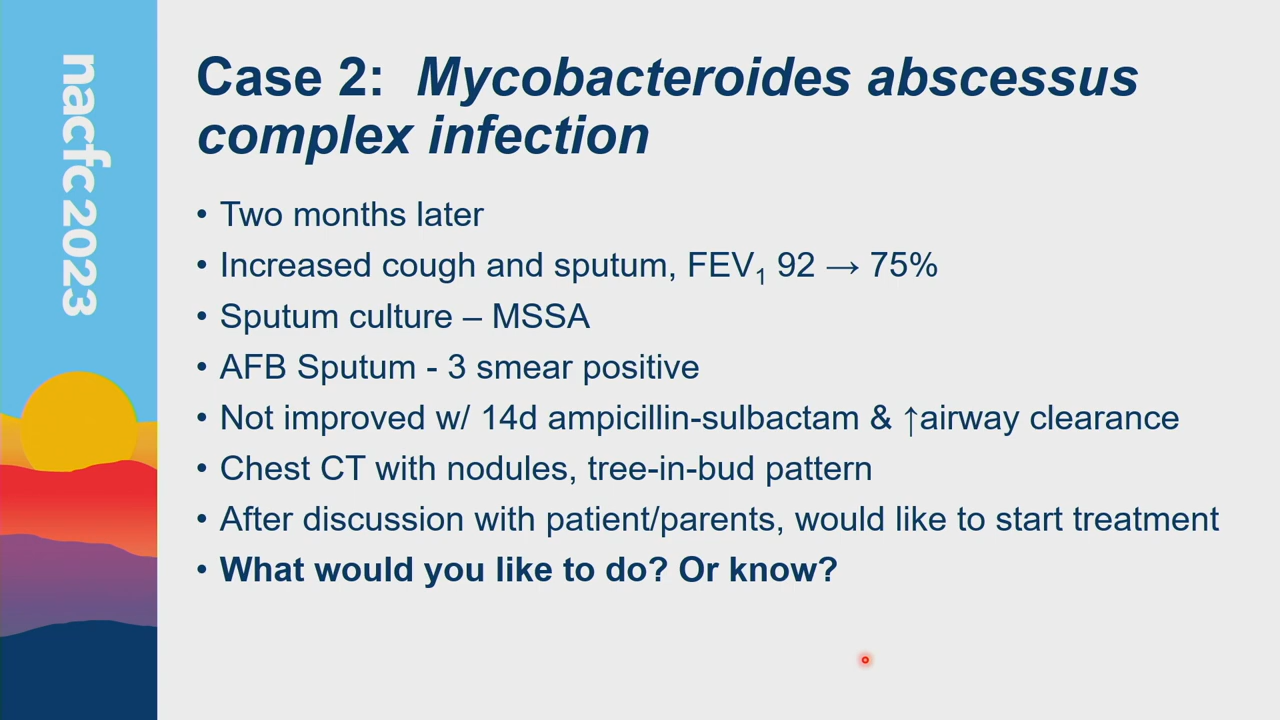 nacfc 2023
Case 2: Mycobacteroides abscessus
complex infection
• Two months later
• Increased cough and sputum, FEV₁ 92 → 75%
• Sputum culture – MSSA
• AFB Sputum - 3 smear positive
• Not improved w/ 14d ampicillin-sulbactam & ↑airway clearance
• Chest CT with nodules, tree-in-bud pattern
• After discussion with patient/parents, would like to start treatment
• What would you like to do? Or know?